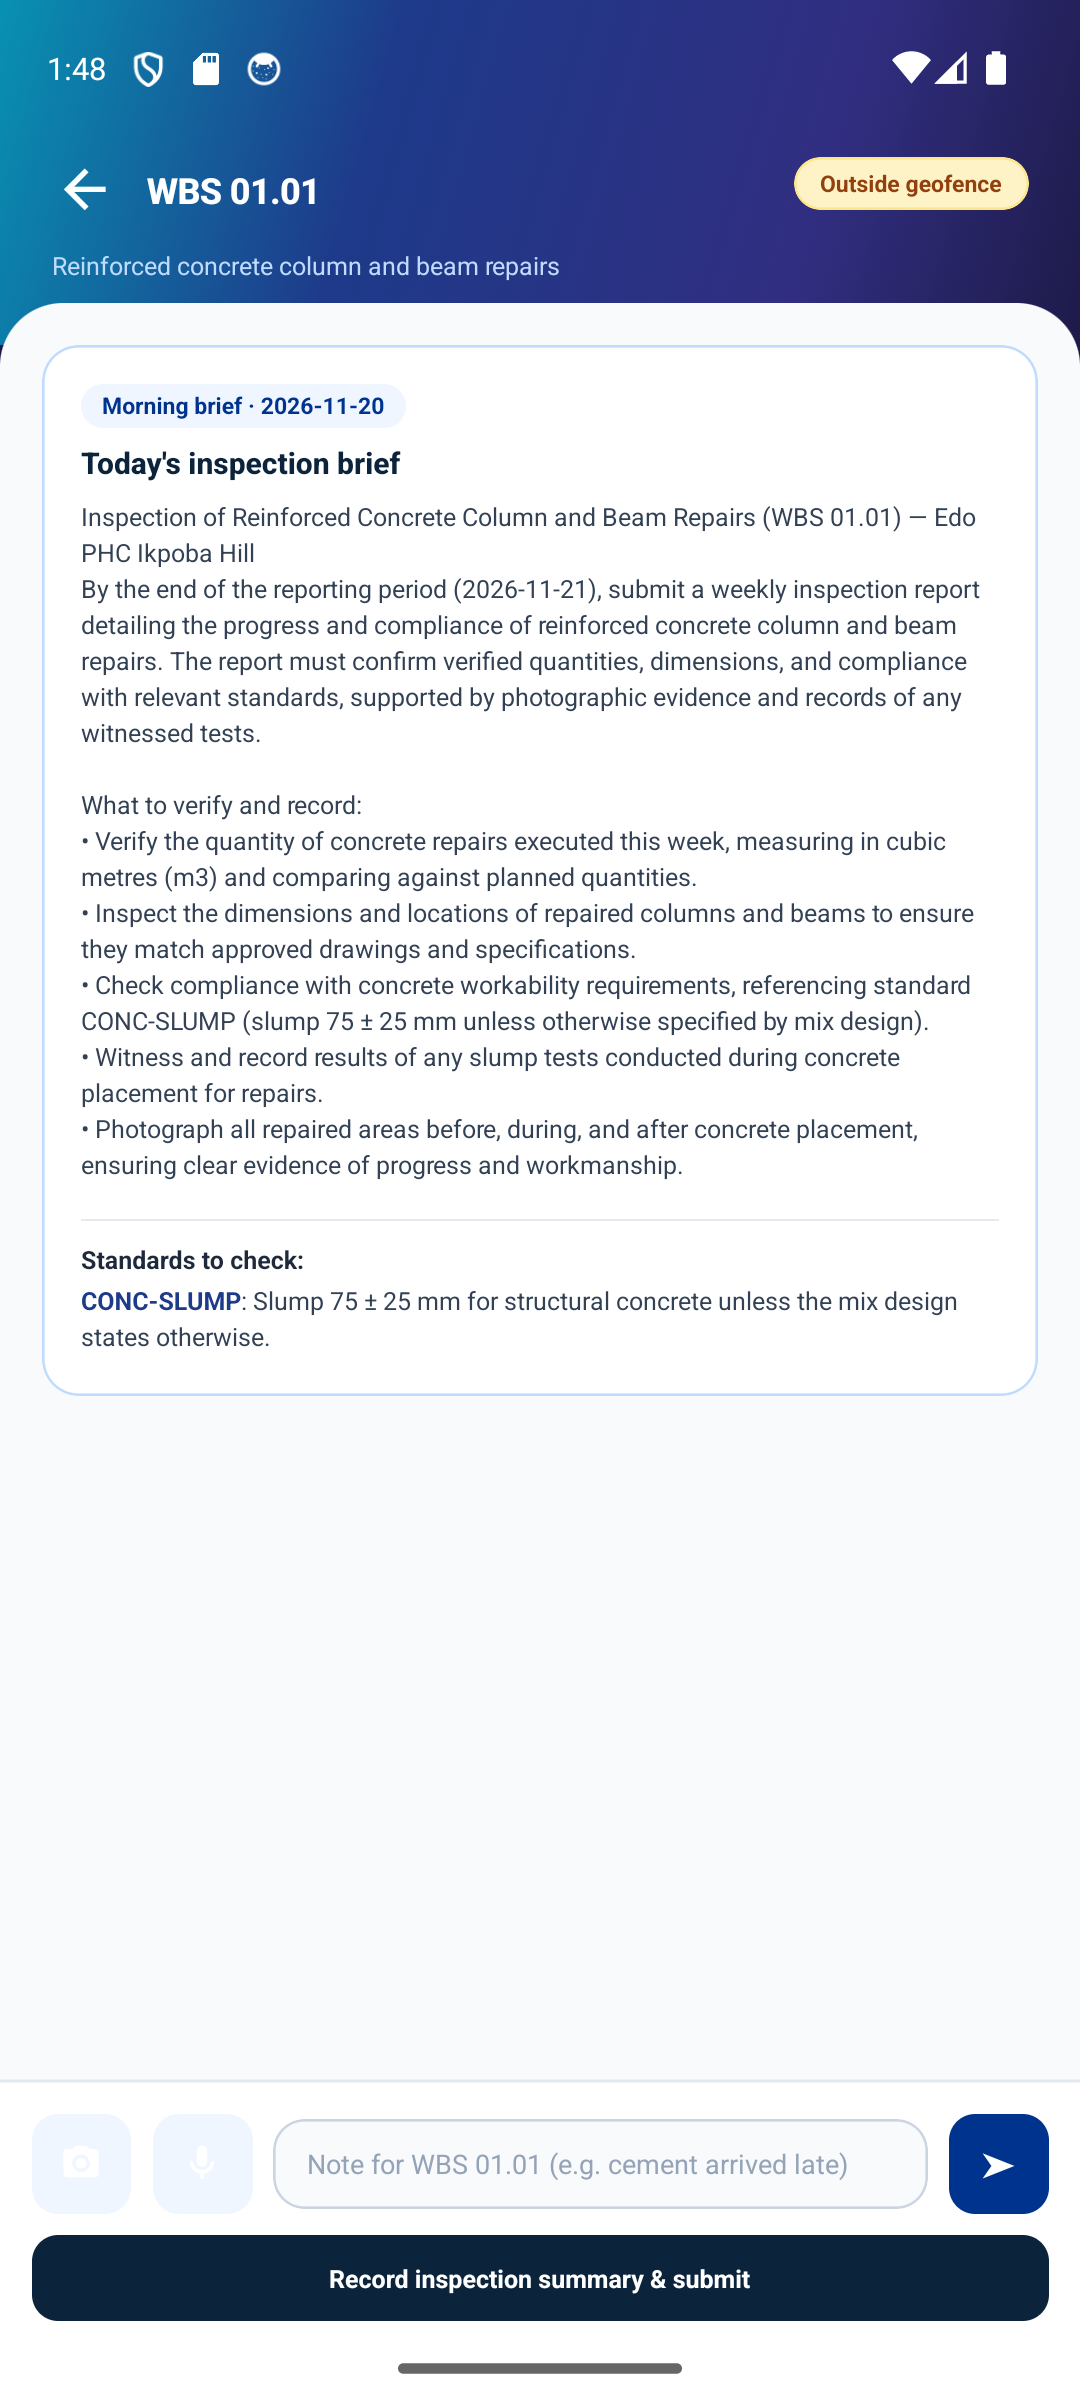 1:48
WBS 01.01
Outside geofence
Reinforced concrete column and beam repairs
Morning brief · 2026-11-20
Today's inspection brief
Inspection of Reinforced Concrete Column and Beam Repairs (WBS 01.01) — Edo
PHC Ikpoba Hill
By the end of the reporting period (2026-11-21), submit a weekly inspection report
detailing the progress and compliance of reinforced concrete column and beam
repairs. The report must confirm verified quantities, dimensions, and compliance
with relevant standards, supported by photographic evidence and records of any
witnessed tests.
What to verify and record:
• Verify the quantity of concrete repairs executed this week, measuring in cubic
metres (m3) and comparing against planned quantities.
• Inspect the dimensions and locations of repaired columns and beams to ensure
they match approved drawings and specifications.
• Check compliance with concrete workability requirements, referencing standard
CONC-SLUMP (slump 75 ± 25 mm unless otherwise specified by mix design).
• Witness and record results of any slump tests conducted during concrete
placement for repairs.
• Photograph all repaired areas before, during, and after concrete placement,
ensuring clear evidence of progress and workmanship.
Standards to check:
CONC-SLUMP: Slump 75 ± 25 mm for structural concrete unless the mix design
states otherwise.
Note for WBS 01.01 (e.g. cement arrived late)
Record inspection summary & submit